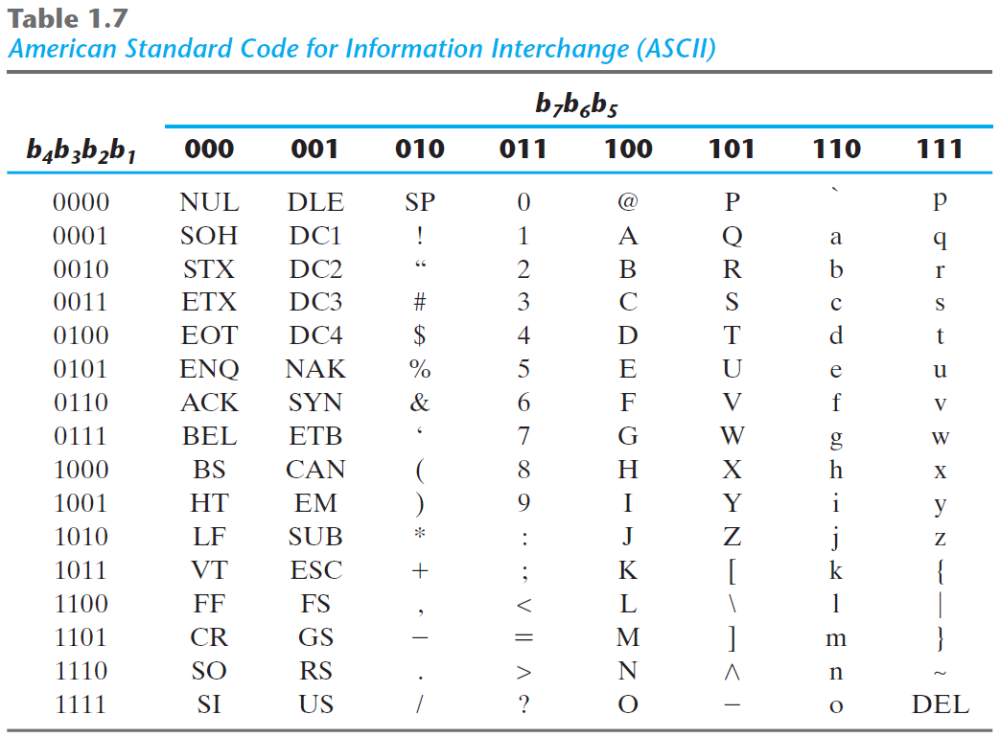 Table 1.7
American Standard Code for Information Interchange (ASCII)
b₇b₆b₅
b₄b₃b₂b₁ 000 001 010 011 100 101 110 111
0000 NUL DLE SP 0 @ P ` p
0001 SOH DC1 ! 1 A Q a q
0010 STX DC2 “ 2 B R b r
0011 ETX DC3 # 3 C S c s
0100 EOT DC4 $ 4 D T d t
0101 ENQ NAK % 5 E U e u
0110 ACK SYN & 6 F V f v
0111 BEL ETB ‘ 7 G W g w
1000 BS CAN ( 8 H X h x
1001 HT EM ) 9 I Y i y
1010 LF SUB * : J Z j z
1011 VT ESC + ; K [ k {
1100 FF FS , < L \ l |
1101 CR GS − = M ] m }
1110 SO RS . > N ∧ n ~
1111 SI US / ? O − o DEL